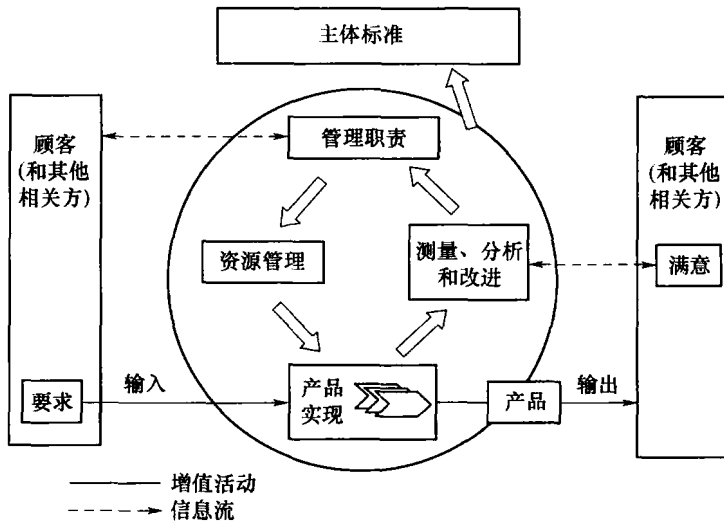 主体标准
顾客
(和其他
相关方)
管理职责
顾客
(和其他
相关方)
资源管理
测量、分析
和改进
满意
要求
输入
产品
实现
产品
输出
增值活动
信息流